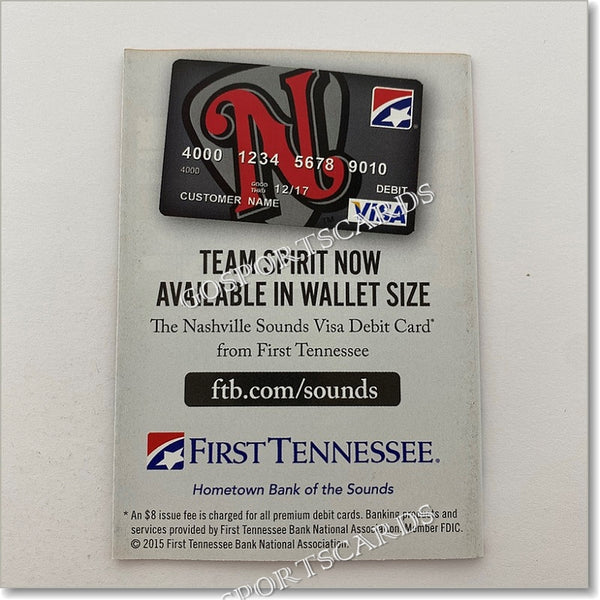 N
4000 1234 5678 9010
4000
GOOD THRU 12/17 DEBIT
CUSTOMER NAME
VISA
TM
TEAM SPIRIT NOW
AVAILABLE IN WALLET SIZE
The Nashville Sounds Visa Debit Card*
from First Tennessee
ftb.com/sounds
FIRST TENNESSEE®
Hometown Bank of the Sounds
* An $8 issue fee is charged for all premium debit cards. Banking products and
services provided by First Tennessee Bank National Association. Member FDIC.
© 2015 First Tennessee Bank National Association.
GOSPORTSCARDS
GOSPORTSCARDS